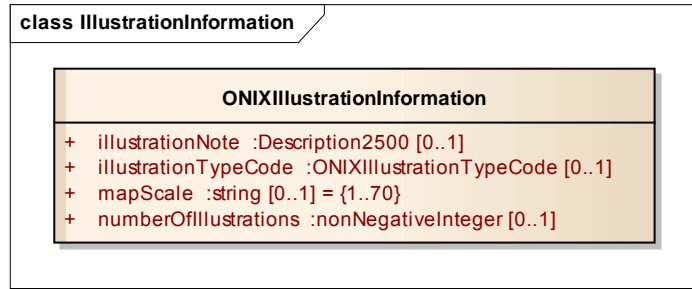 class IllustrationInformation
ONIXIllustrationInformation
+ illustrationNote :Description2500 [0..1]
+ illustrationTypeCode :ONIXIllustrationTypeCode [0..1]
+ mapScale :string [0..1] = {1..70}
+ numberOfIllustrations :nonNegativeInteger [0..1]